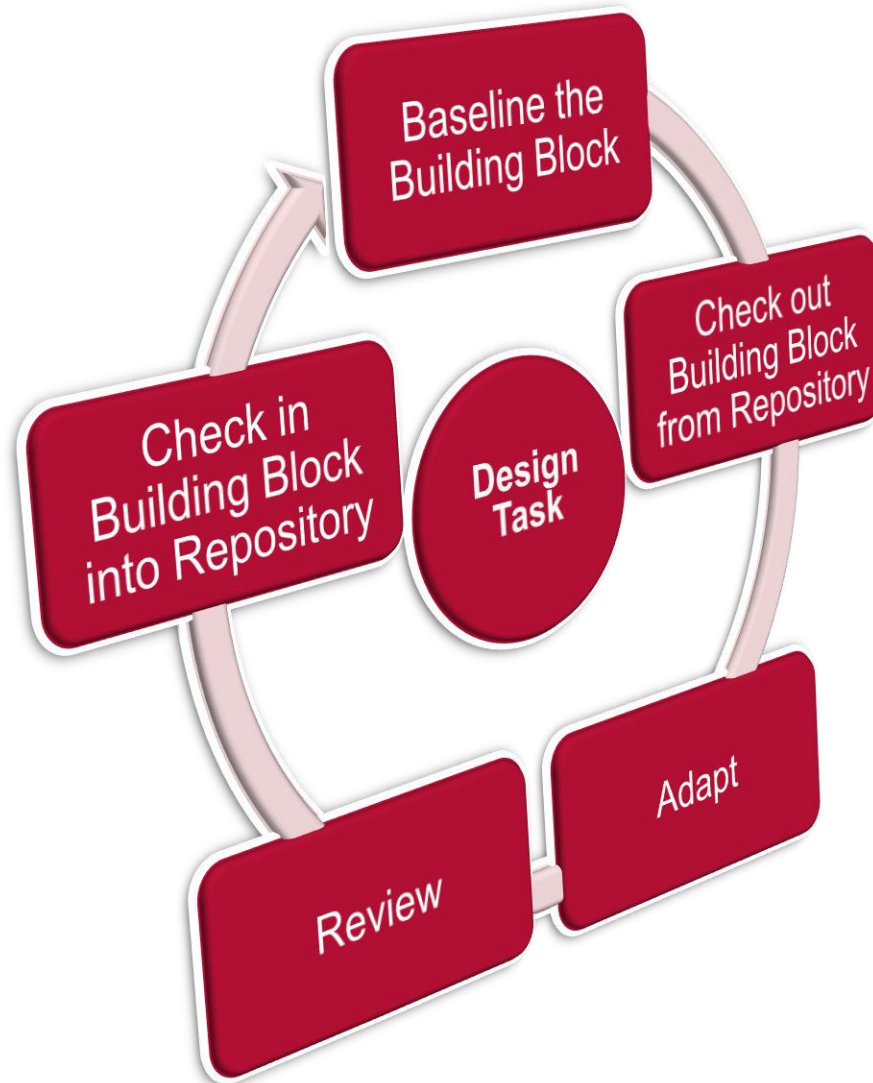 Baseline the
Building Block
Check out
Building Block
from Repository
Adapt
Review
Check in
Building Block
into Repository
Design
Task